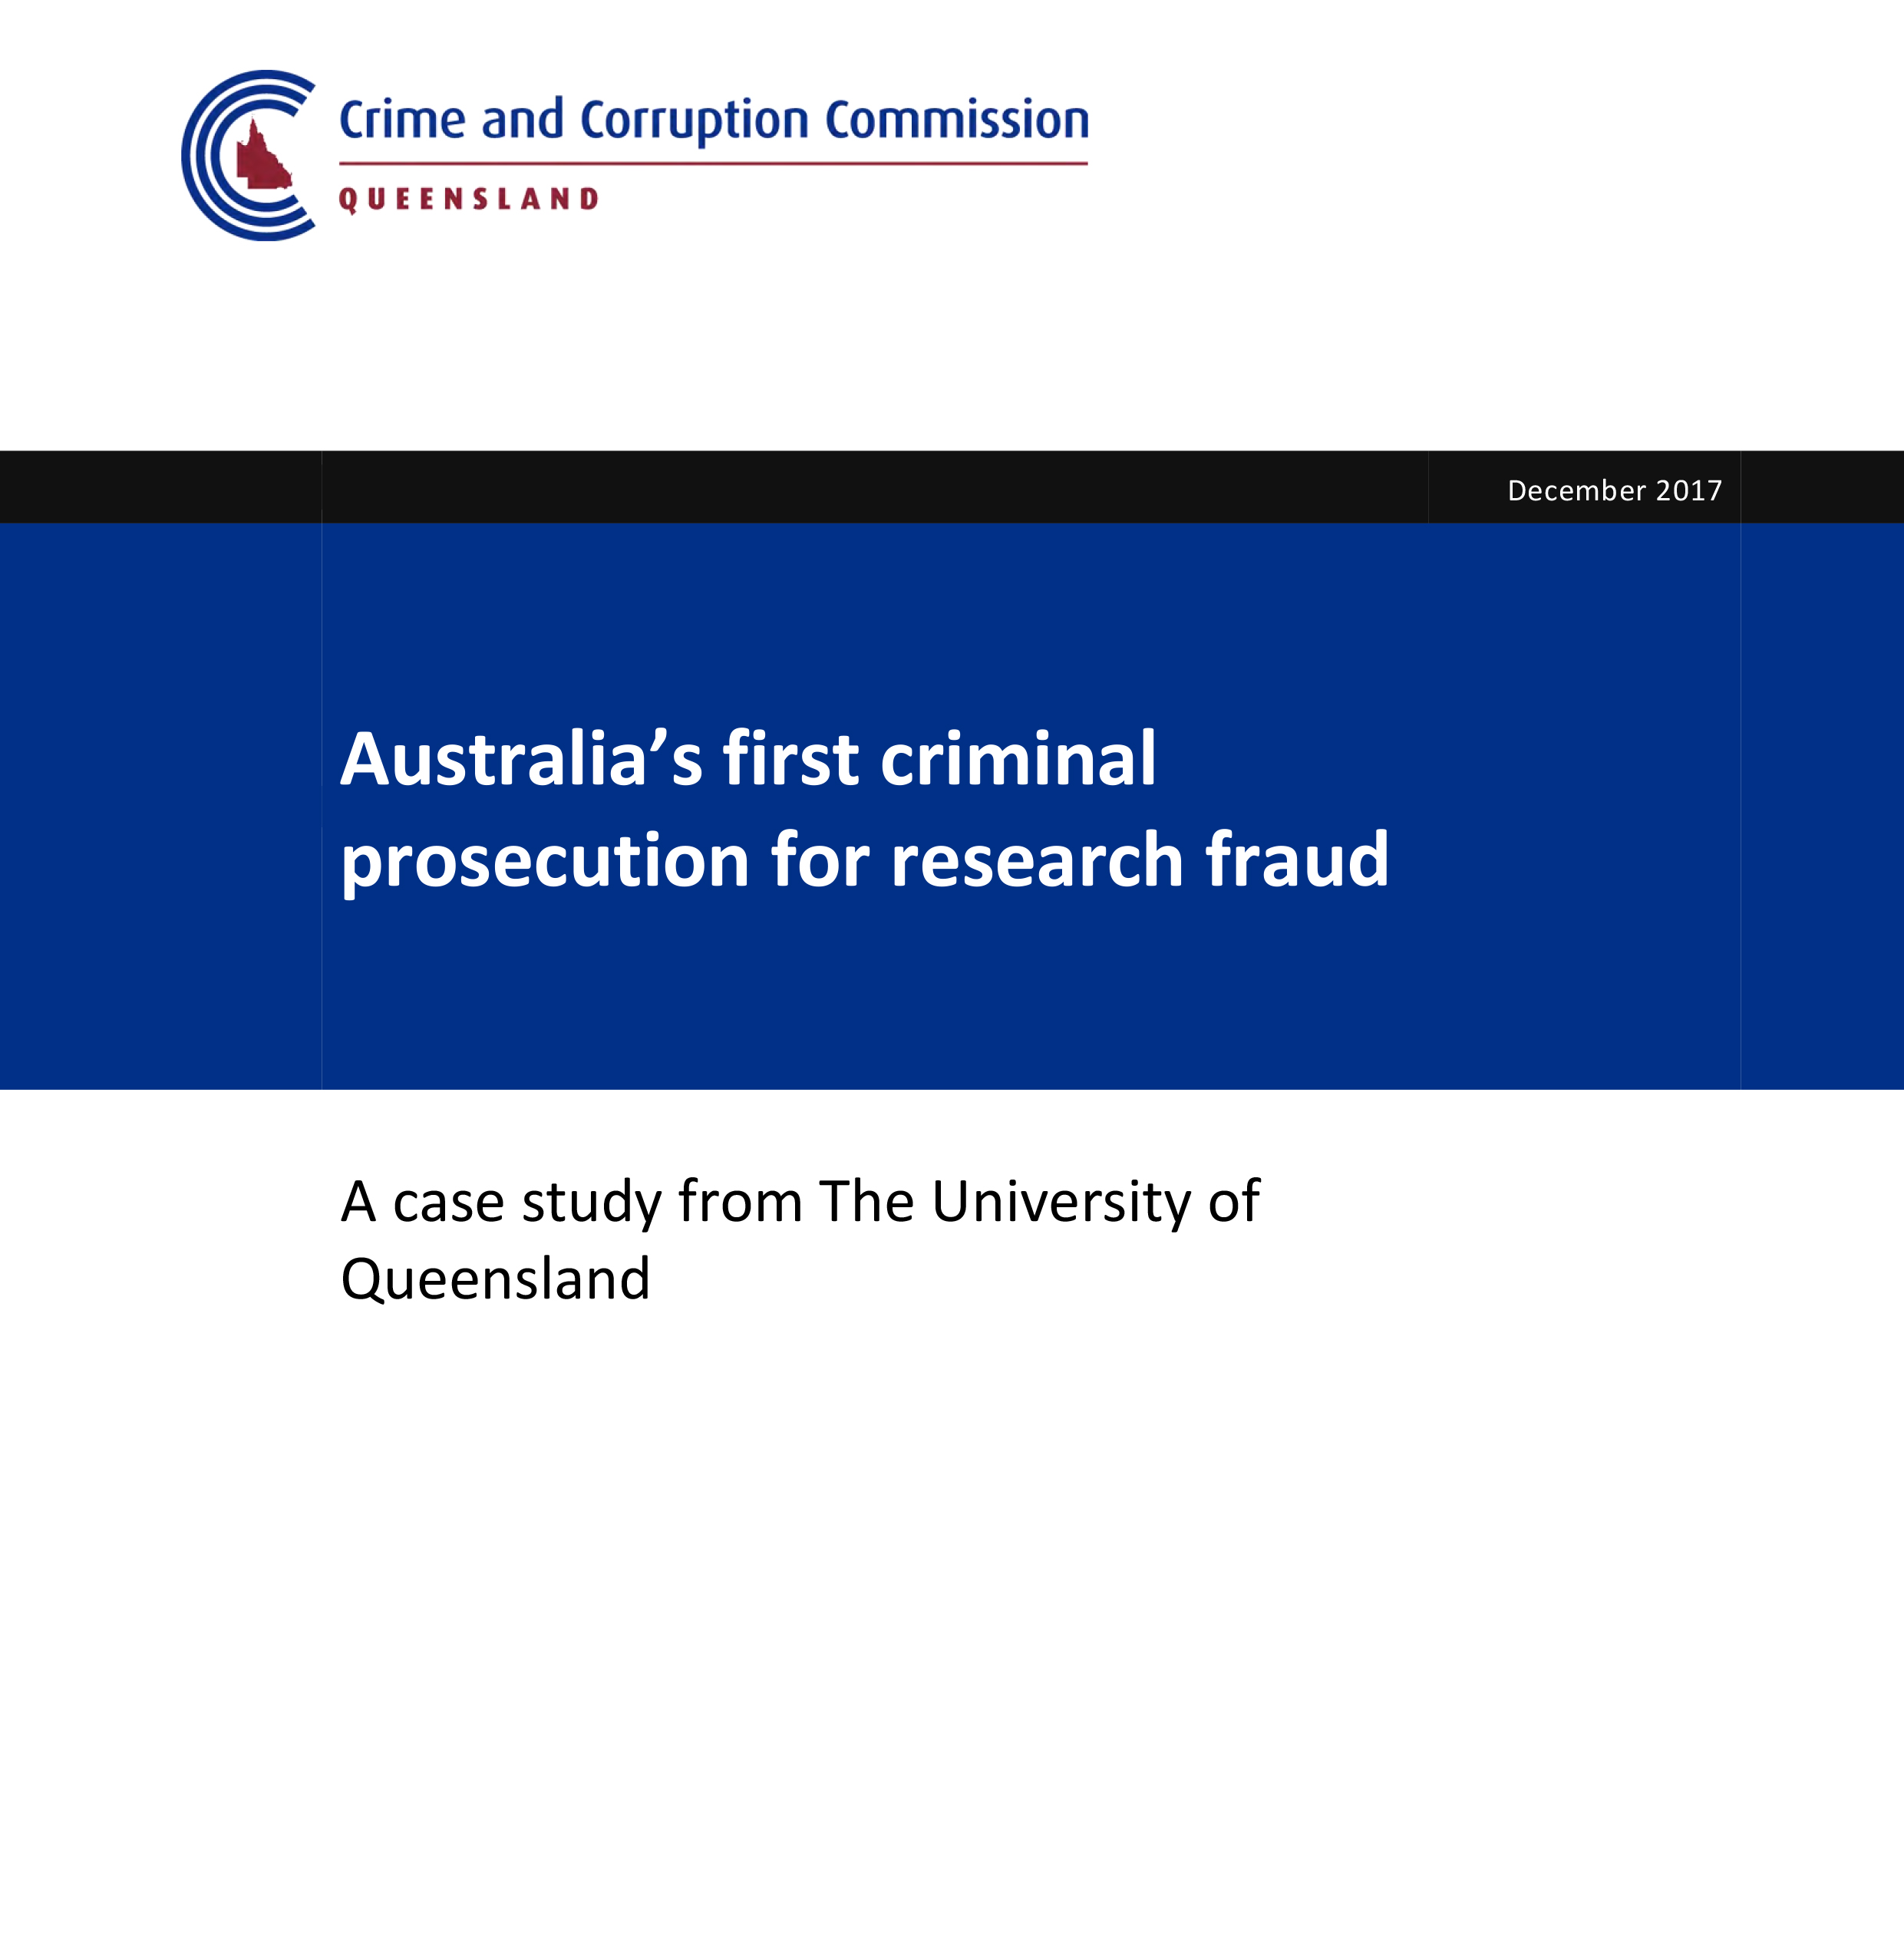 Crime and Corruption Commission
QUEENSLAND
December 2017
Australia’s first criminal
prosecution for research fraud
A case study from The University of
Queensland